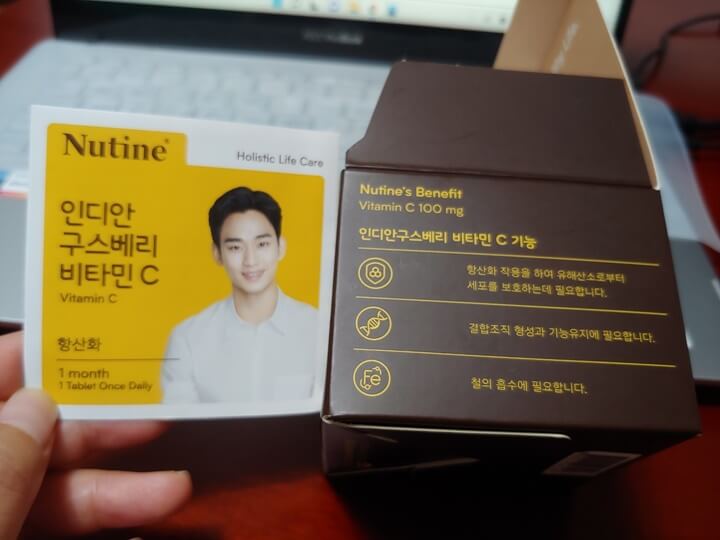 Nutine®
Holistic Life Care
인디안
구스베리
비타민 C
Vitamin C
항산화
1 month
1 Tablet Once Daily
Nutine's Benefit
Vitamin C 100 mg
인디안구스베리 비타민 C 기능
항산화 작용을 하여 유해산소로부터
세포를 보호하는데 필요합니다.
결합조직 형성과 기능유지에 필요합니다.
Fe
철의 흡수에 필요합니다.